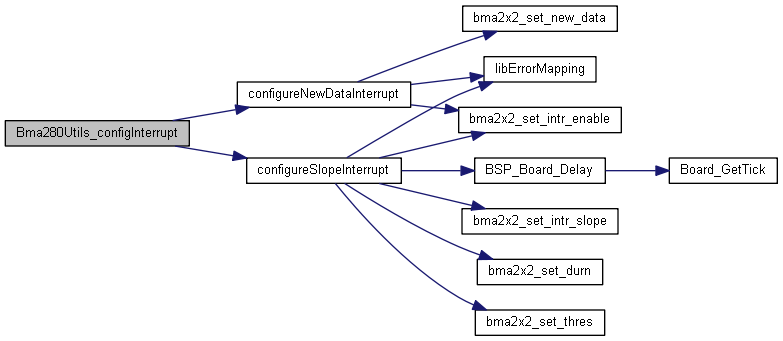 bma2x2_set_new_data
libErrorMapping
configureNewDataInterrupt
bma2x2_set_intr_enable
Bma280Utils_configInterrupt
configureSlopeInterrupt
BSP_Board_Delay
Board_GetTick
bma2x2_set_intr_slope
bma2x2_set_durn
bma2x2_set_thres